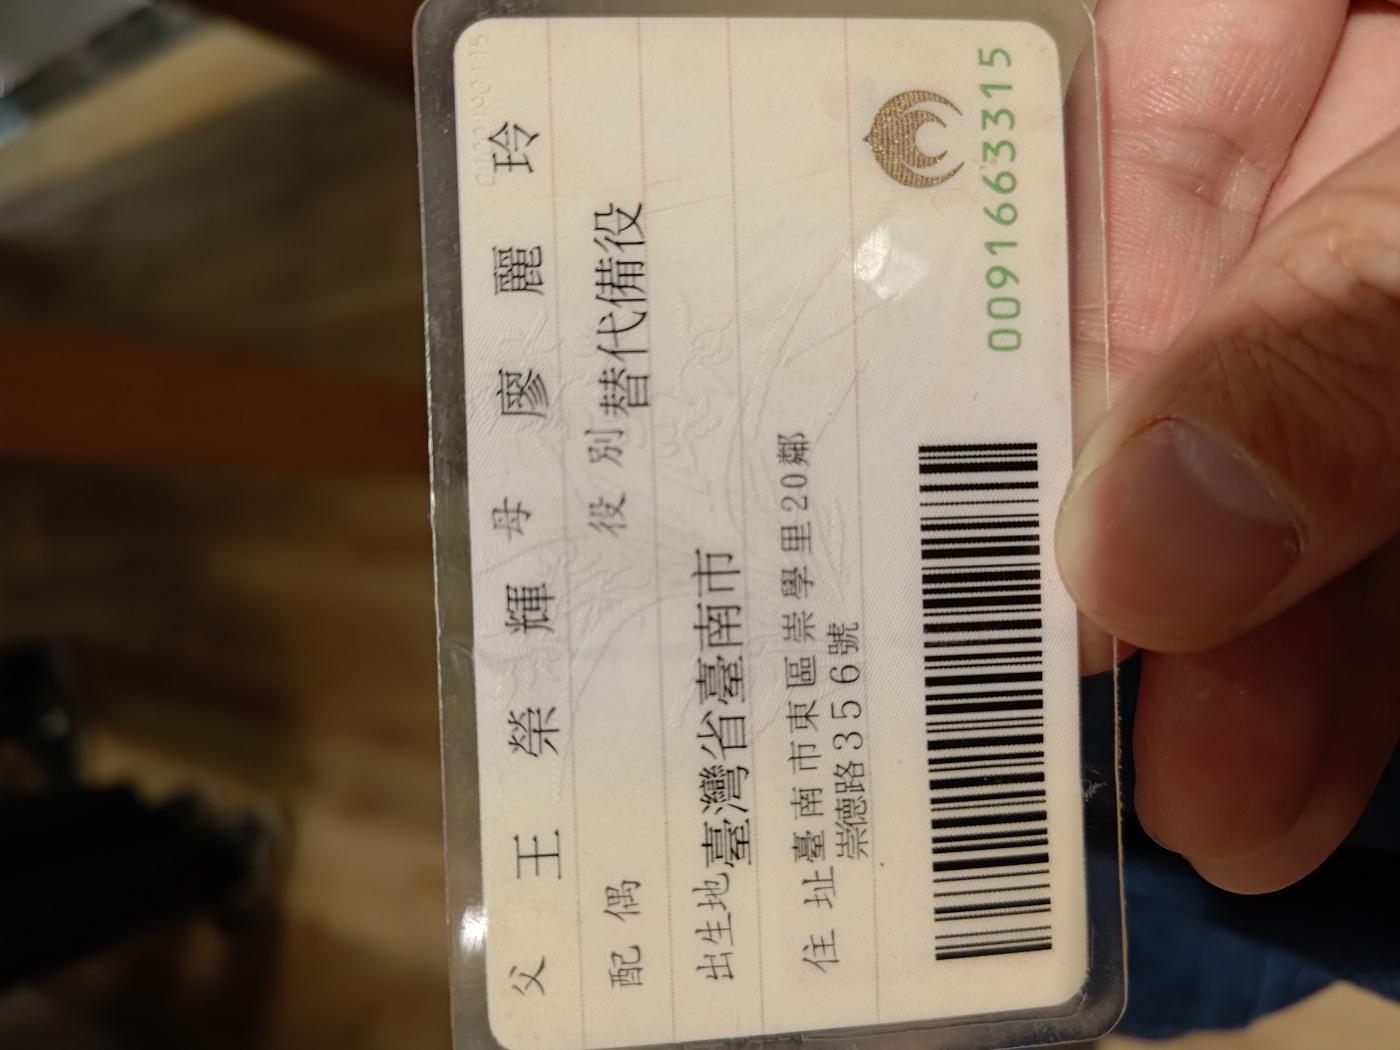 父 王 榮 輝 母 廖 麗 玲
配偶 役別 替代備役
出生地 臺灣省臺南市
住址 臺南市東區崇學里20鄰
崇德路356號
0091663315